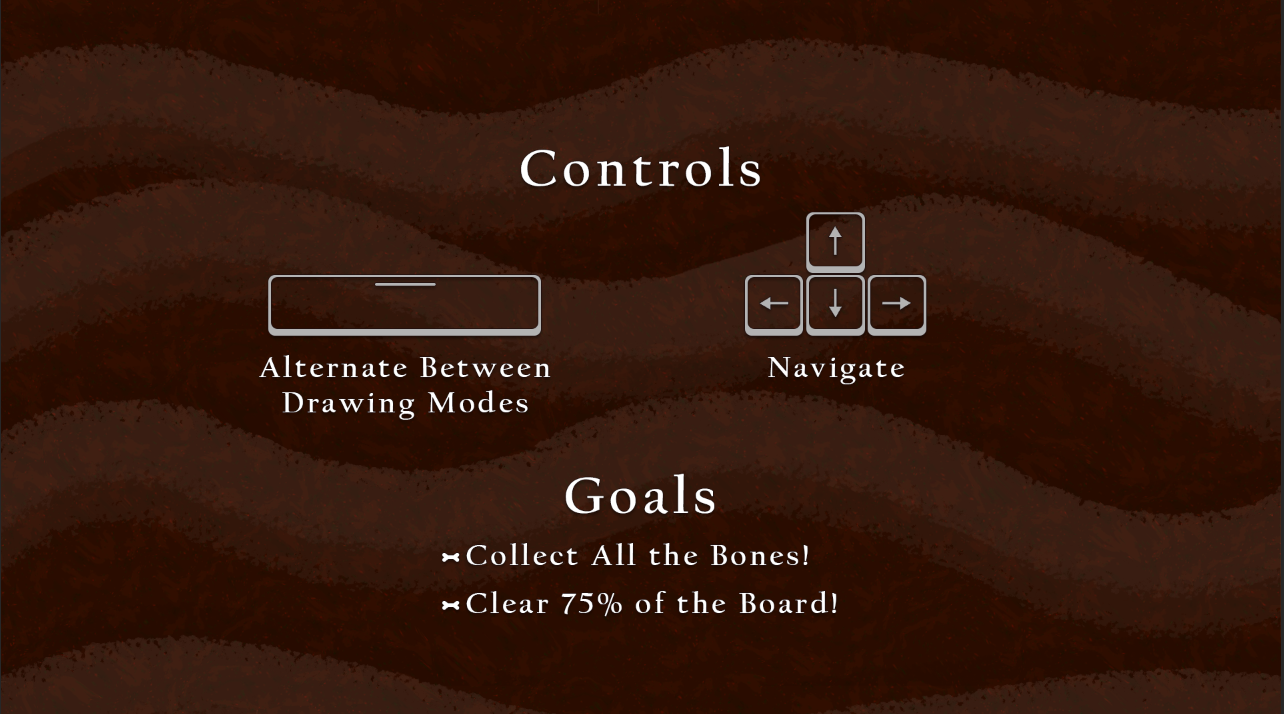 Controls
Alternate Between
Drawing Modes
Navigate
Goals
Collect All the Bones!
Clear 75% of the Board!